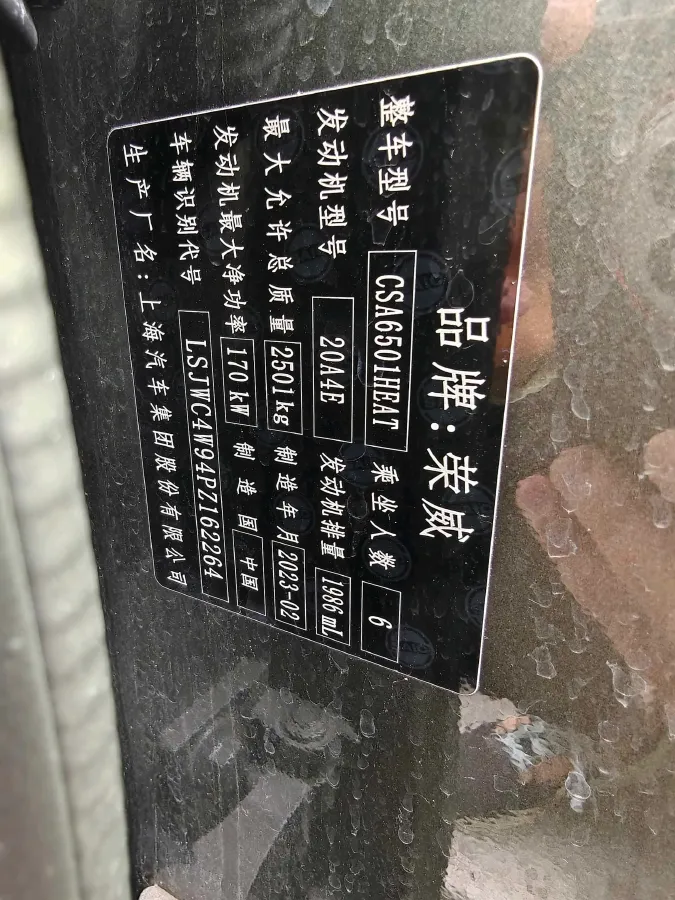 品牌：荣威
整车型号 CSA6501HEAT 乘坐人数 6
发动机型号 20A4E 发动机排量 1986 mL
最大允许总质量 2501kg 制造年月 2023-02
发动机最大净功率 170 kW 制造国 中国
车辆识别代号 LSJWC4W94PZ162264
生产厂名：上海汽车集团股份有限公司